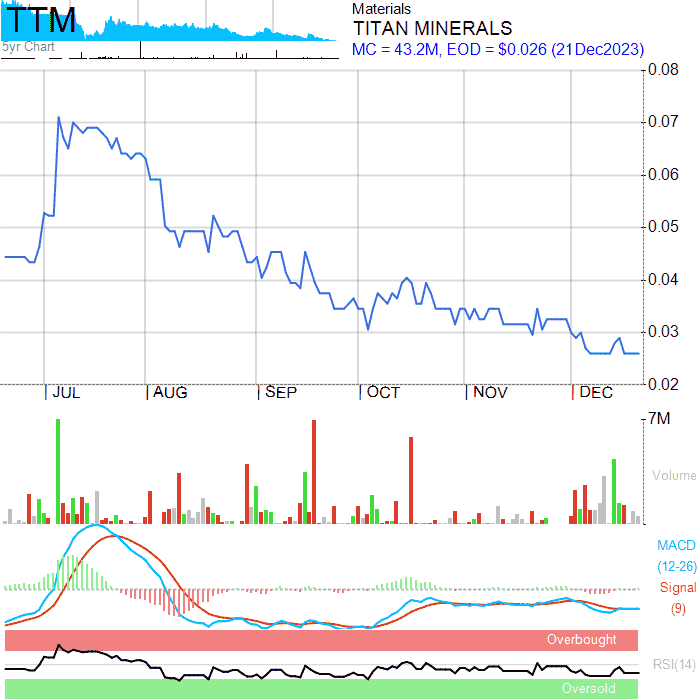 TTM
5yr Chart
Materials
TITAN MINERALS
MC = 43.2M, EOD = $0.026 (21Dec2023)
0.08
0.07
0.06
0.05
0.04
0.03
0.02
JUL AUG SEP OCT NOV DEC
7M
Volume
MACD
(12-26)
Signal
(9)
Overbought
RSI(14)
Oversold